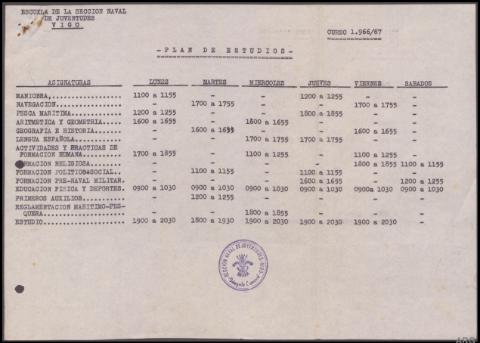 ESCUELA DE LA SECCION NAVAL
DE JUVENTUDES
V I G O
CURSO 1.966/67
-PLAN DE ESTUDIOS-
ASIGNATURAS LUNES MARTES MIERCOLES JUEVES VIERNES SABADOS
MANIOBRA, 1100 a 1155 - - 1200 a 1255 - -
NAVEGACION - 1700 a 1755 - - 1700 a 1755 -
PESCA MARITIMA 1200 a 1255 - - 1800 a 1855 - -
ARITMETICA Y GEOMETRIA 1600 a 1655 - 1800 a 1655 - - -
GEOGRAFIA E HISTORIA - 1600 a 1655 - - 1600 a 1655 -
LENGUA ESPAÑOLA - - 1700 a 1755 1700 a 1755 - -
ACTIVIDADES Y PRACTICAS DE
FORMACION HUMANA 1700 a 1855 - 1100 a 1255 - 1100 a 1255 -
FORMACION RELIGIOSA - - - - 1800 a 1855 1100 a 1155
FORMACION POLITICO=SOCIAL - 1100 a 1155 - 1100 a 1155 - -
FORMACION PRE-NAVAL MILITAR. - - - 1600 a 1655 - 1200 a 1255
EDUCACION FISICA Y DEPORTES. 0900 a 1030 0900 a 1030 0900 a 1030 0900 a 1030 0900a 1030 0900 a 1030
PRIMEROS AUXILIOS - 1200 a 1255 - - - -
REGLAMENTACION MARITIMO-PES-
QUERA - - 1800 a 1855 - - -
ESTUDIO 1900 a 2030 1800 a 1930 1900 a 2030 1900 a 2030 1900 a 2030 -
SECCION NAVAL DE JUVENTUDES